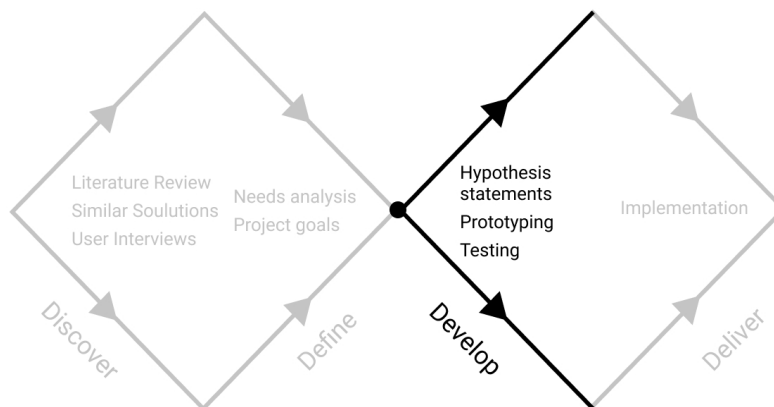 Literature Review
Similar Soulutions
User Interviews
Discover
Needs analysis
Project goals
Define
Hypothesis
statements
Prototyping
Testing
Develop
Implementation
Deliver